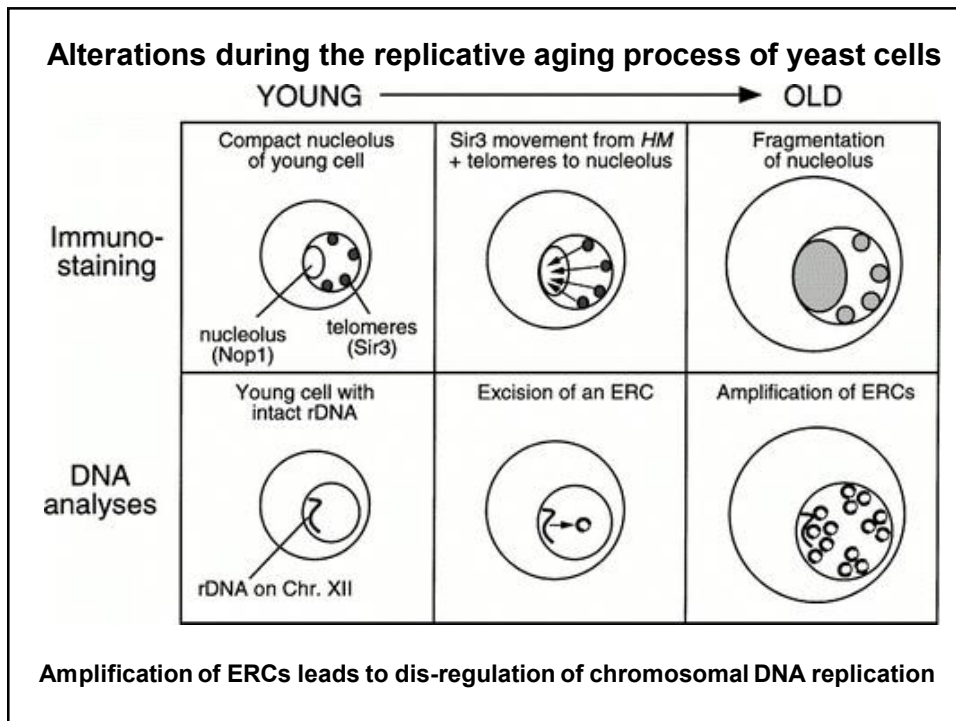 Alterations during the replicative aging process of yeast cells
YOUNG
OLD
Compact nucleolus
of young cell
Sir3 movement from HM
+ telomeres to nucleolus
Fragmentation
of nucleolus
Immuno-
staining
nucleolus
(Nop1)
telomeres
(Sir3)
Young cell with
intact rDNA
Excision of an ERC
Amplification of ERCs
DNA
analyses
rDNA on Chr. XII
Amplification of ERCs leads to dis-regulation of chromosomal DNA replication